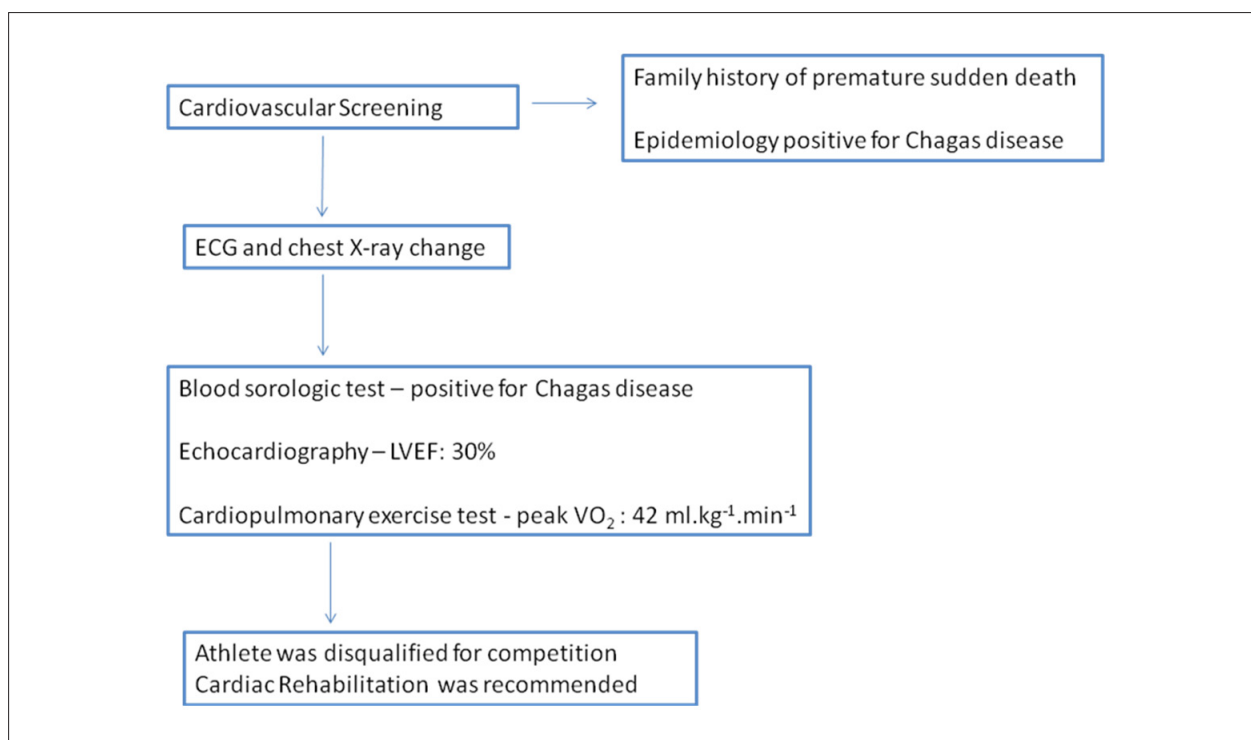 Cardiovascular Screening
Family history of premature sudden death
Epidemiology positive for Chagas disease
ECG and chest X-ray change
Blood sorologic test – positive for Chagas disease
Echocardiography – LVEF: 30%
Cardiopulmonary exercise test - peak VO₂ : 42 ml.kg⁻¹.min⁻¹
Athlete was disqualified for competition
Cardiac Rehabilitation was recommended